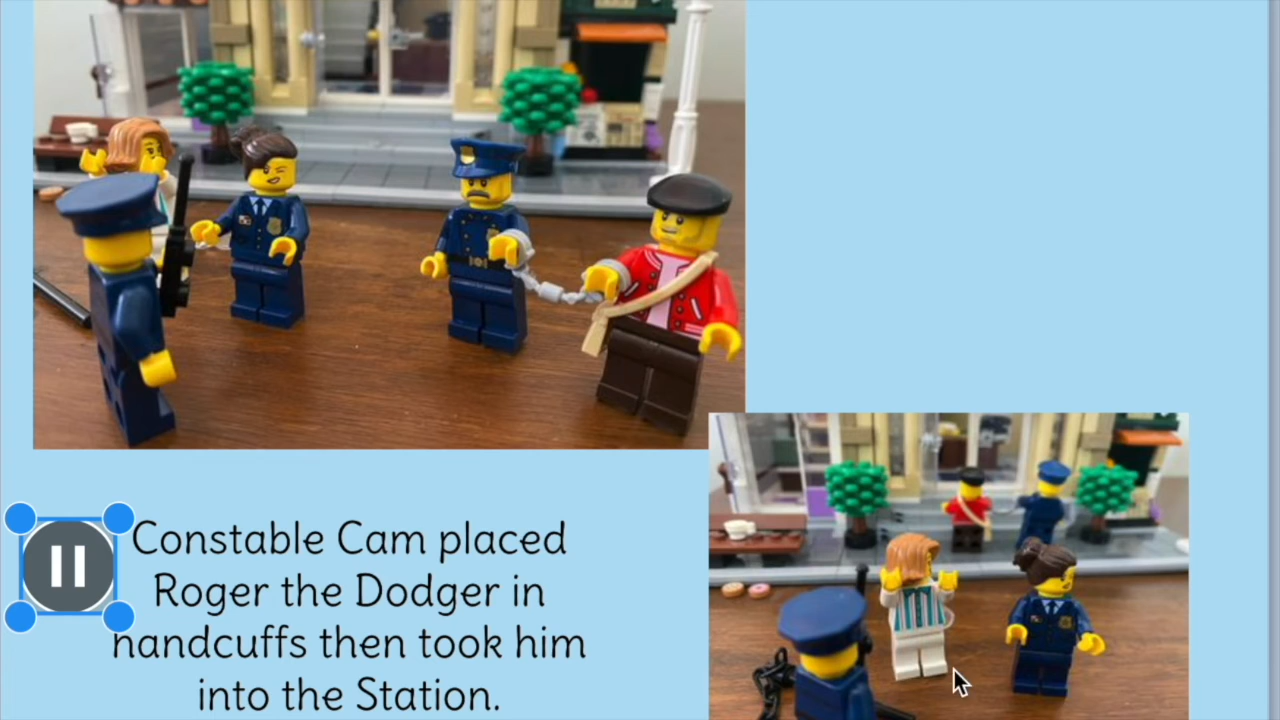 Constable Cam placed
Roger the Dodger in
handcuffs then took him
into the Station.